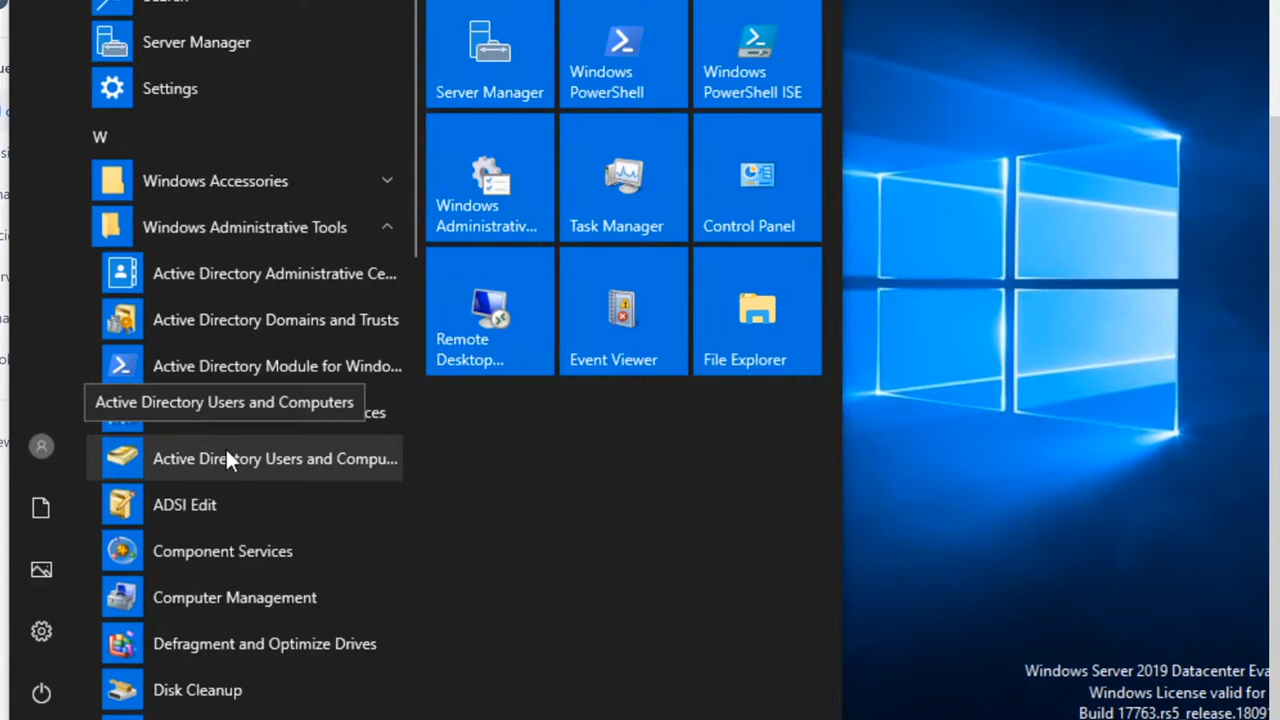 Server Manager
Settings
W
Windows Accessories
Windows Administrative Tools
Active Directory Administrative Ce...
Active Directory Domains and Trusts
Active Directory Module for Windo...
Active Directory Users and Computers
ces
Active Directory Users and Compu...
ADSI Edit
Component Services
Computer Management
Defragment and Optimize Drives
Disk Cleanup
Server Manager
Windows
PowerShell
Windows
PowerShell ISE
Windows
Administrativ...
Task Manager
Control Panel
Remote
Desktop...
Event Viewer
File Explorer
Windows Server 2019 Datacenter Eva
Windows License valid for
Build 17763.rs5_release.1809